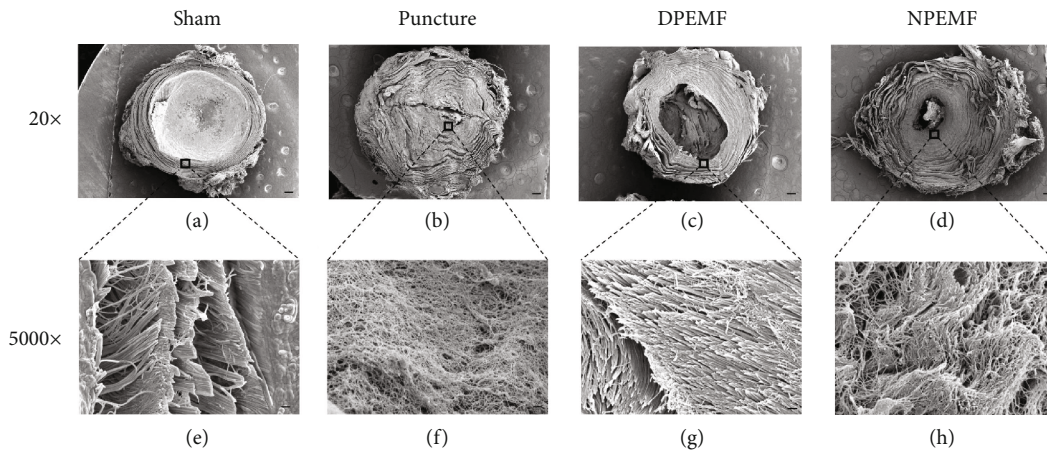 Sham Puncture DPEMF NPEMF
20×
(a) (b) (c) (d)
5000×
(e) (f) (g) (h)